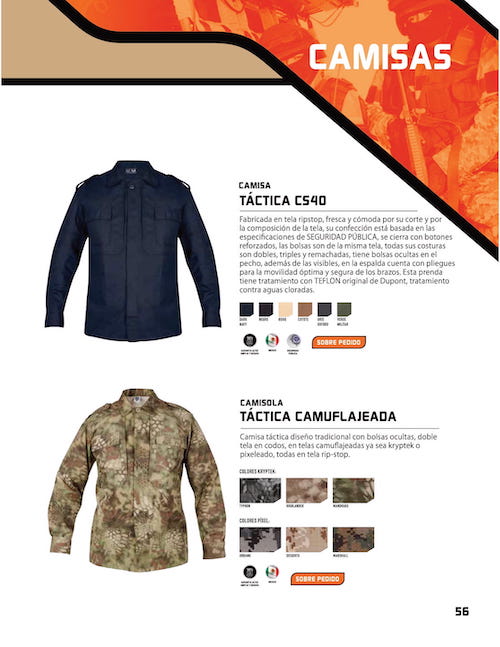 CAMISAS
CAMISA
TÁCTICA CS40
Fabricada en tela ripstop, fresca y cómoda por su corte y por
la composición de la tela, su confección está basada en las
especificaciones de SEGURIDAD PÚBLICA, se cierra con botones
reforzados, las bolsas son de la misma tela, todas sus costuras
son dobles, triples y remachadas, tiene bolsas ocultas en el
pecho, además de las visibles, en la espalda cuenta con pliegues
para la movilidad óptima y segura de los brazos. Esta prenda
tiene tratamiento con TEFLÓN original de Dupont, tratamiento
contra aguas cloradas.
DARK NAVY
NEGRO
BEIGE
COYOTE
GRIS OXFORD
VERDE MILITAR
SOBRE PEDIDO
CAMISOLA
TÁCTICA CAMUFLAJEADA
Camisa táctica diseño tradicional con bolsas ocultas, doble
tela en codos, en telas camuflajeadas ya sea kryptek o
pixeleado, todas en tela rip-stop.
COLORES KRYPTEK:
TYPHON
HIGHLANDER
MANDRAKE
COLORES PÍXEL:
URBANO
DESIERTO
MARSHALL
SOBRE PEDIDO
56